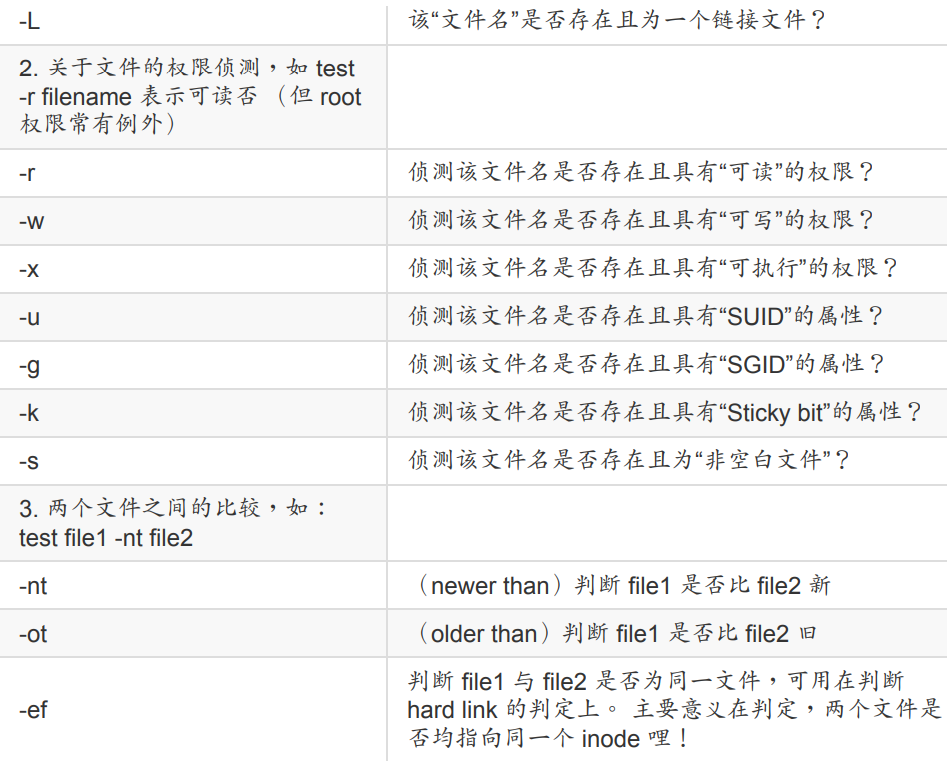 -L 该“文件名”是否存在且为一个链接文件？
2. 关于文件的权限侦测，如 test
-r filename 表示可读否 （但 root
权限常有例外）
-r 侦测该文件名是否存在且具有“可读”的权限？
-w 侦测该文件名是否存在且具有“可写”的权限？
-x 侦测该文件名是否存在且具有“可执行”的权限？
-u 侦测该文件名是否存在且具有“SUID”的属性？
-g 侦测该文件名是否存在且具有“SGID”的属性？
-k 侦测该文件名是否存在且具有“Sticky bit”的属性？
-s 侦测该文件名是否存在且为“非空白文件”？
3. 两个文件之间的比较，如：
test file1 -nt file2
-nt （newer than）判断 file1 是否比 file2 新
-ot （older than）判断 file1 是否比 file2 旧
-ef 判断 file1 与 file2 是否为同一文件，可用在判断
hard link 的判定上。 主要意义在判定，两个文件是
否均指向同一个 inode 哩！